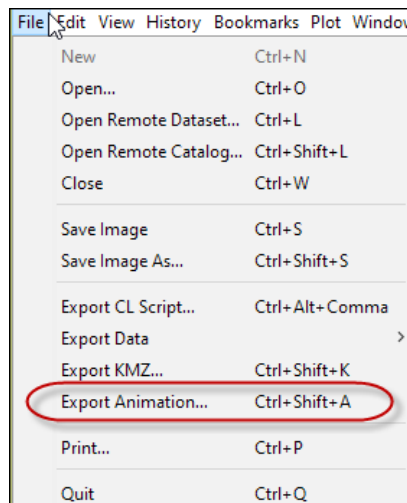 File Edit View History Bookmarks Plot Window
New Ctrl+N
Open... Ctrl+O
Open Remote Dataset... Ctrl+L
Open Remote Catalog... Ctrl+Shift+L
Close Ctrl+W
Save Image Ctrl+S
Save Image As... Ctrl+Shift+S
Export CL Script... Ctrl+Alt+Comma
Export Data >
Export KMZ... Ctrl+Shift+K
Export Animation... Ctrl+Shift+A
Print... Ctrl+P
Quit Ctrl+Q